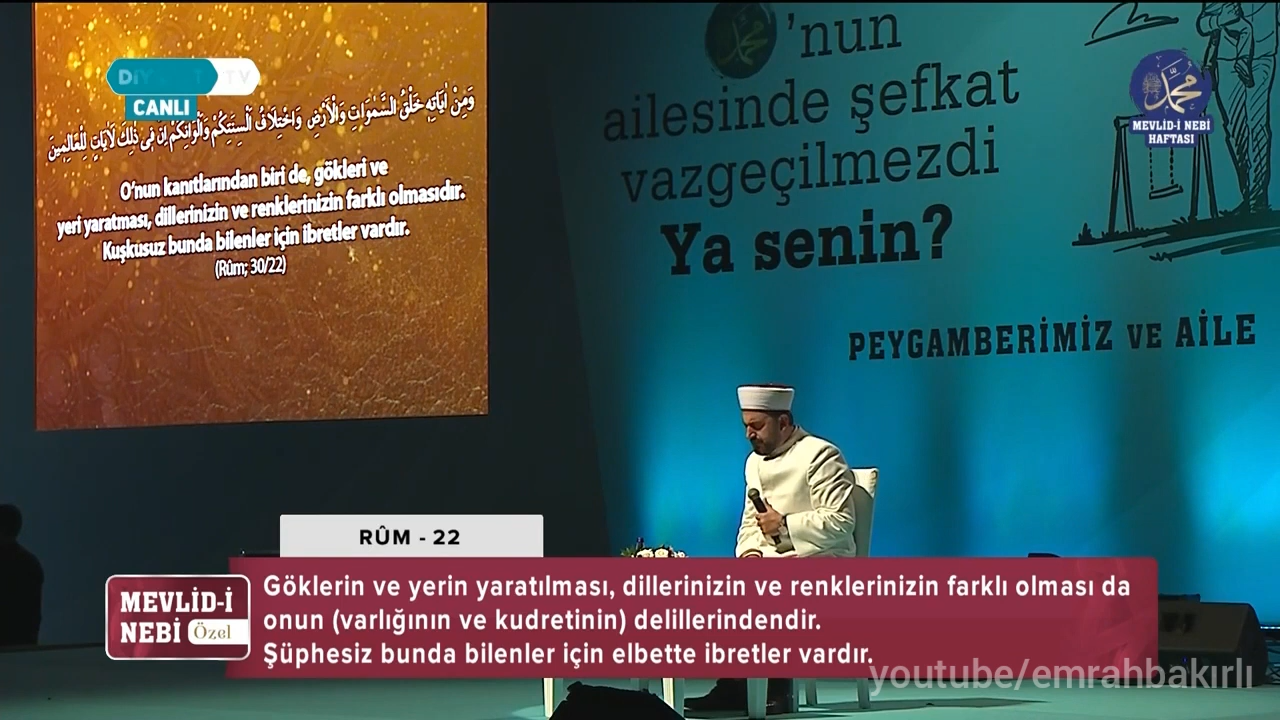 TV
CANLI
وَمِنْ اٰيَاتِه۪ خَلْقُ السَّمٰوَاتِ وَالْاَرْضِ وَاخْتِلَافُ اَلْسِنَتِكُمْ وَاَلْوَانِكُمْ اِنَّ ف۪ي ذٰلِكَ لَاٰيَاتٍ لِلْعَالِم۪ينَ
O’nun kanıtlarından biri de, gökleri ve
yeri yaratması, dillerinizin ve renklerinizin farklı olmasıdır.
Kuşkusuz bunda bilenler için ibretler vardır.
(Rûm; 30/22)
محمد ’nun
ailesinde şefkat
vazgeçilmezdi
Ya senin?
PEYGAMBERİMİZ VE AİLE
محمد
MEVLİD-İ NEBİ
HAFTASI
RÛM - 22
MEVLİD-İ
NEBİ Özel
Göklerin ve yerin yaratılması, dillerinizin ve renklerinizin farklı olması da
onun (varlığının ve kudretinin) delillerindendir.
Şüphesiz bunda bilenler için elbette ibretler vardır.
youtube/emrahbakırlı